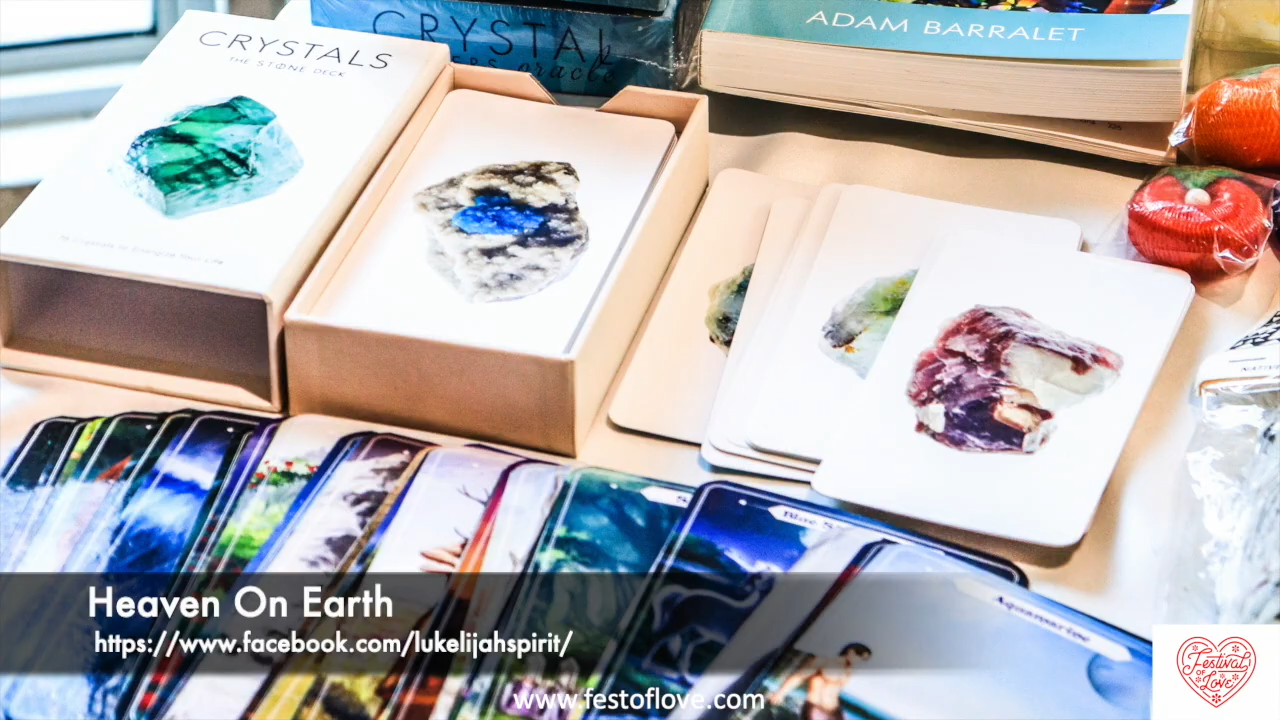 CRYSTALS
THE STONE DECK
CRYSTAL
oracle
ADAM BARRALET
Aquamarine
Heaven On Earth
https://www.facebook.com/lukelijahspirit/
Festival
OF
Love
www.festoflove.com